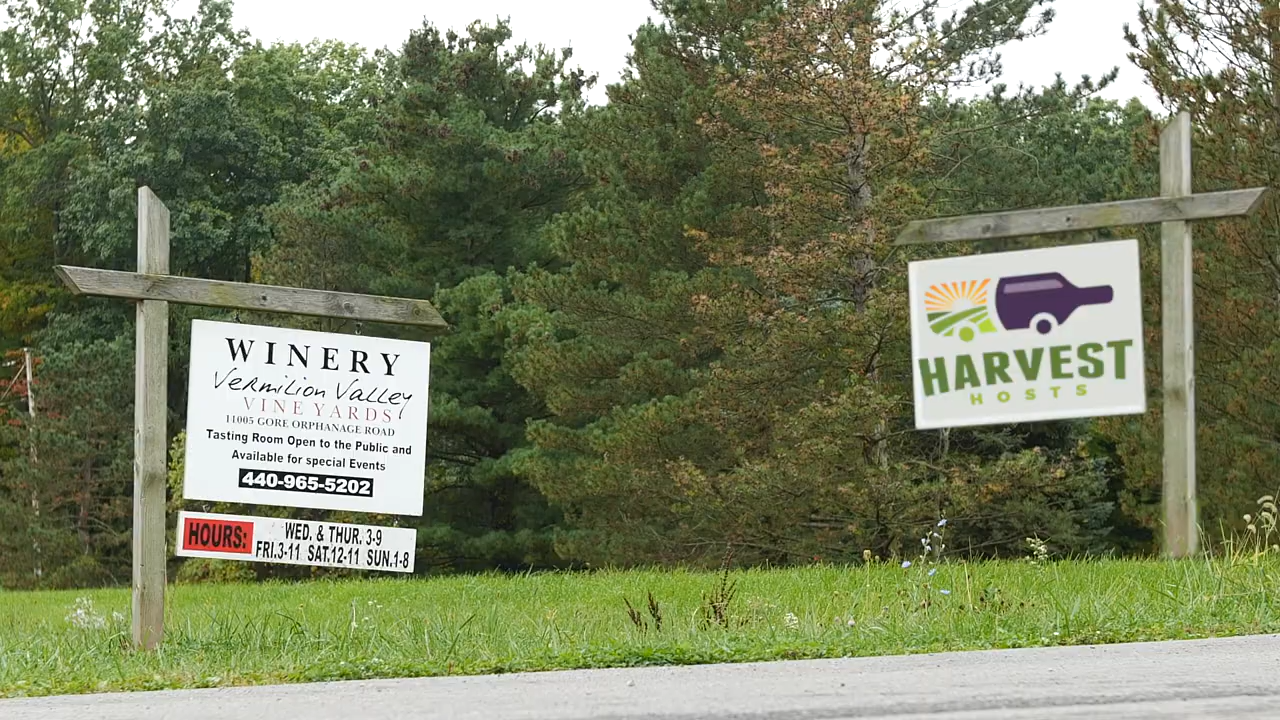 WINERY
Vermilion Valley
VINEYARDS
11005 GORE ORPHANAGE ROAD
Tasting Room Open to the Public and
Available for special Events
440-965-5202
HOURS:
WED. & THUR. 3-9
FRI.3-11 SAT.12-11 SUN.1-8
HARVEST
HOSTS